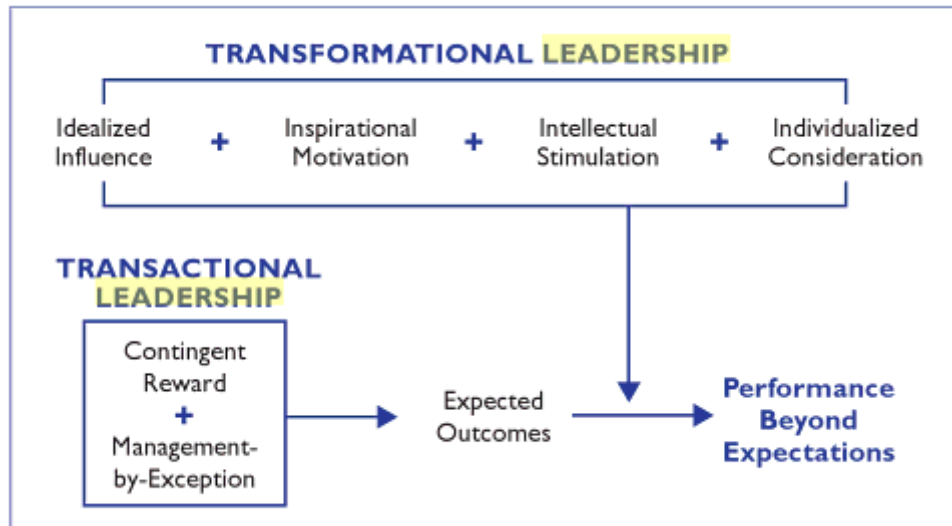 TRANSFORMATIONAL LEADERSHIP
Idealized
Influence
+
Inspirational
Motivation
+
Intellectual
Stimulation
+
Individualized
Consideration
TRANSACTIONAL
LEADERSHIP
Contingent
Reward
+
Management-
by-Exception
Expected
Outcomes
Performance
Beyond
Expectations